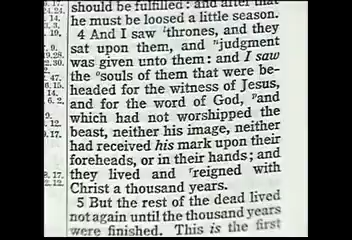 should be fulfilled: and after that
he must be loosed a little season.
4 And I saw thrones, and they
sat upon them, and judgment
was given unto them: and I saw
the souls of them that were be-
headed for the witness of Jesus,
and for the word of God, and
which had not worshipped the
beast, neither his image, neither
had received his mark upon their
foreheads, or in their hands; and
they lived and reigned with
Christ a thousand years.
5 But the rest of the dead lived
not again until the thousand years
were finished. This is the first